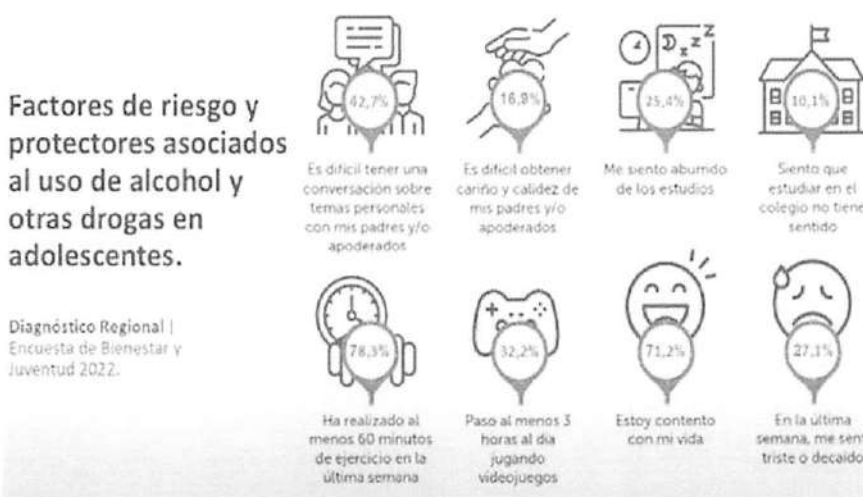 Factores de riesgo y
protectores asociados
al uso de alcohol y
otras drogas en
adolescentes.
Diagnóstico Regional |
Encuesta de Bienestar y
Juventud 2022.
42,7%
Es difícil tener una
conversación sobre
temas personales
con mis padres y/o
apoderados
16,9%
Es difícil obtener
cariño y calidez de
mis padres y/o
apoderados
Z Z Z
25,4%
Me siento aburrido
de los estudios
10,1%
Siento que
estudiar en el
colegio no tiene
sentido
78,3%
Ha realizado al
menos 60 minutos
de ejercicio en la
última semana
32,2%
Paso al menos 3
horas al día
jugando
videojuegos
71,2%
Estoy contento
con mi vida
27,1%
En la última
semana, me sent
triste o decaído